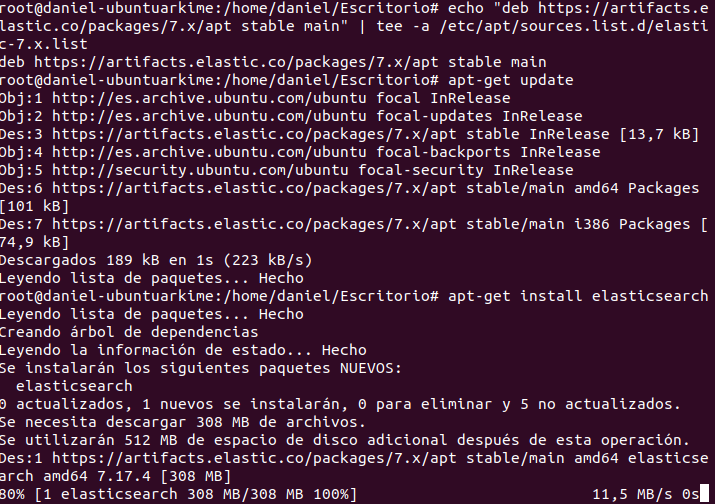 root@daniel-ubuntuarkime:/home/daniel/Escritorio# echo "deb https://artifacts.e
lastic.co/packages/7.x/apt stable main" | tee -a /etc/apt/sources.list.d/elasti
c-7.x.list
deb https://artifacts.elastic.co/packages/7.x/apt stable main
root@daniel-ubuntuarkime:/home/daniel/Escritorio# apt-get update
Obj:1 http://es.archive.ubuntu.com/ubuntu focal InRelease
Obj:2 http://es.archive.ubuntu.com/ubuntu focal-updates InRelease
Des:3 https://artifacts.elastic.co/packages/7.x/apt stable InRelease [13,7 kB]
Obj:4 http://es.archive.ubuntu.com/ubuntu focal-backports InRelease
Obj:5 http://security.ubuntu.com/ubuntu focal-security InRelease
Des:6 https://artifacts.elastic.co/packages/7.x/apt stable/main amd64 Packages
[101 kB]
Des:7 https://artifacts.elastic.co/packages/7.x/apt stable/main i386 Packages [
74,9 kB]
Descargados 189 kB en 1s (223 kB/s)
Leyendo lista de paquetes... Hecho
root@daniel-ubuntuarkime:/home/daniel/Escritorio# apt-get install elasticsearch
Leyendo lista de paquetes... Hecho
Creando árbol de dependencias
Leyendo la información de estado... Hecho
Se instalarán los siguientes paquetes NUEVOS:
  elasticsearch
0 actualizados, 1 nuevos se instalarán, 0 para eliminar y 5 no actualizados.
Se necesita descargar 308 MB de archivos.
Se utilizarán 512 MB de espacio de disco adicional después de esta operación.
Des:1 https://artifacts.elastic.co/packages/7.x/apt stable/main amd64 elasticse
arch amd64 7.17.4 [308 MB]
80% [1 elasticsearch 308 MB/308 MB 100%] 11,5 MB/s 0s